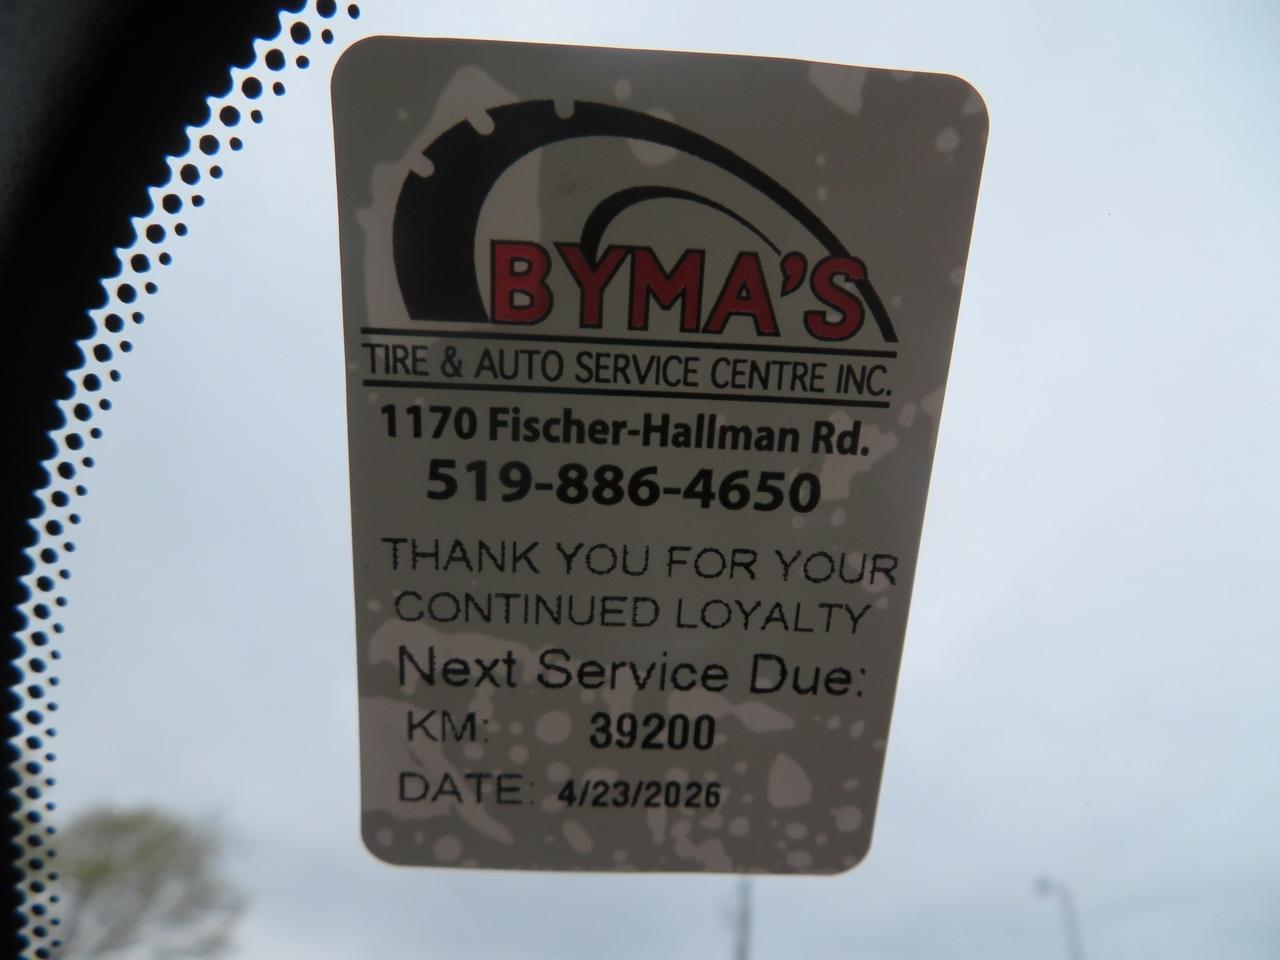 BYMA'S
TIRE & AUTO SERVICE CENTRE INC.
1170 Fischer-Hallman Rd.
519-886-4650
THANK YOU FOR YOUR
CONTINUED LOYALTY
Next Service Due:
KM: 39200
DATE: 4/23/2026